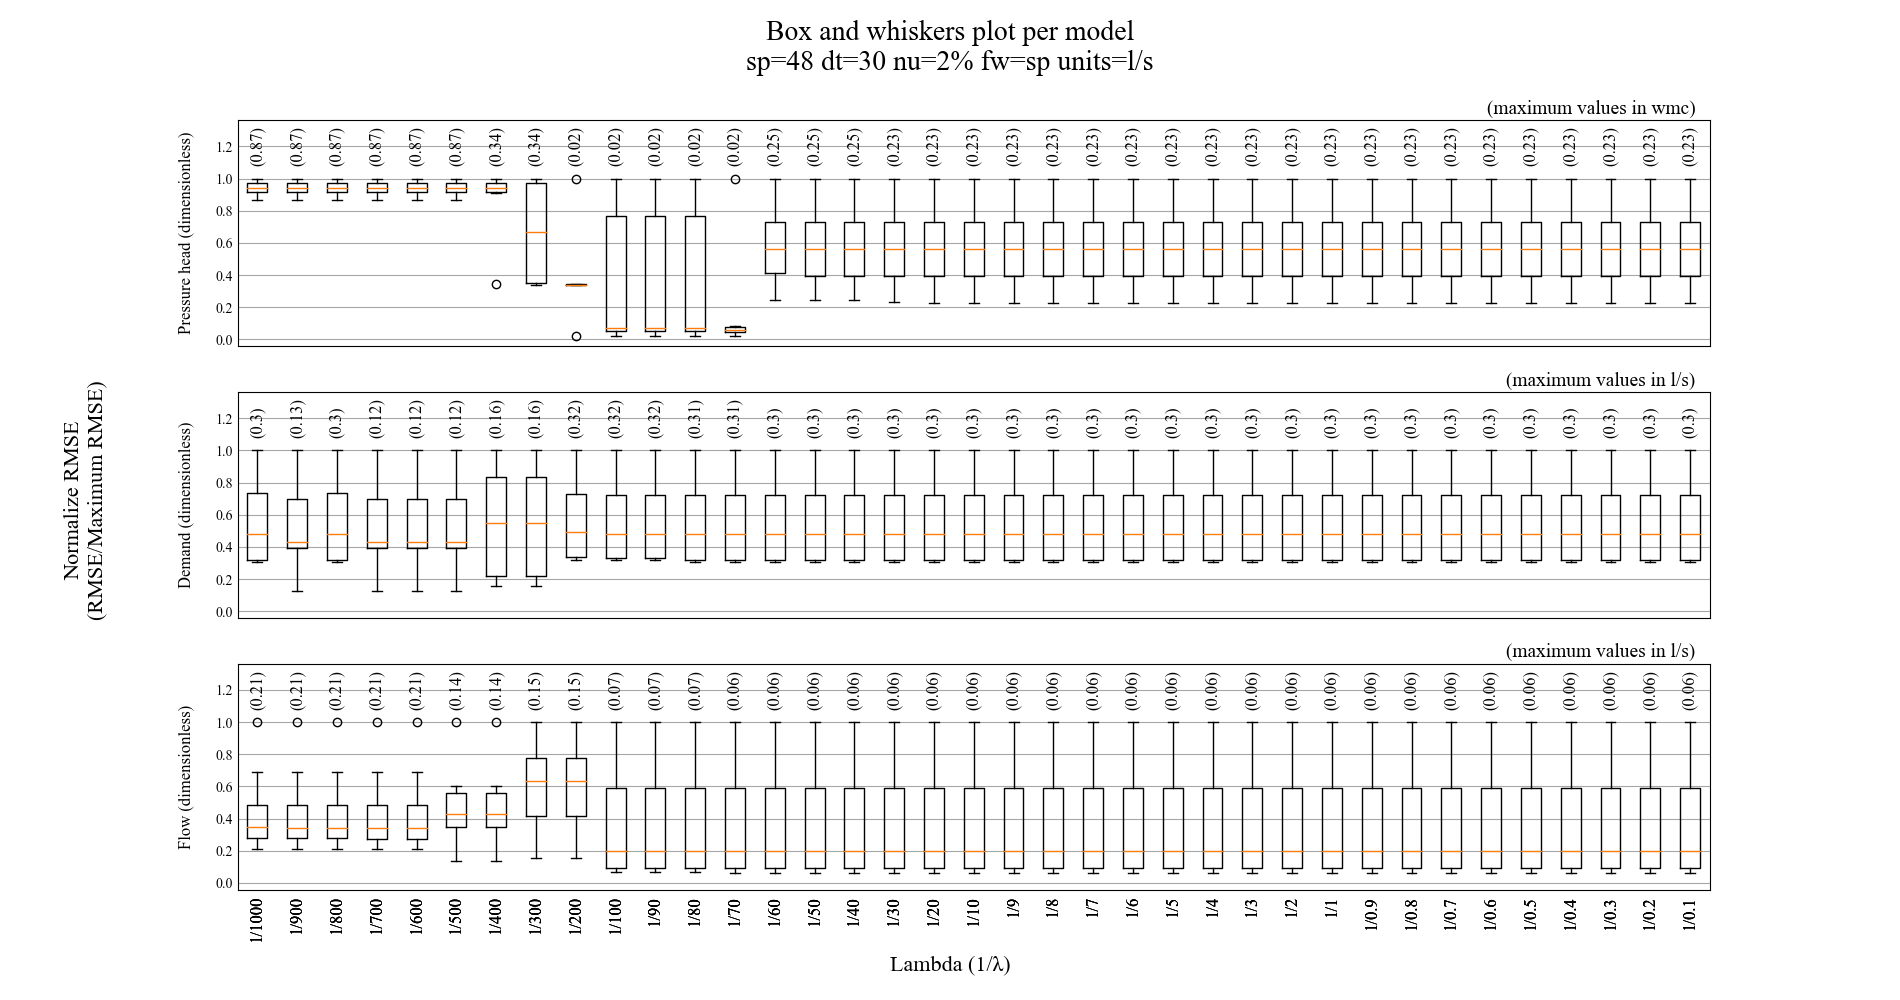 Box and whiskers plot per model
sp=48 dt=30 nu=2% fw=sp units=l/s
(maximum values in wmc)
Pressure head (dimensionless)
1.2
1.0
0.8
0.6
0.4
0.2
0.0
(0.87) (0.87) (0.87) (0.87) (0.87) (0.87) (0.34) (0.34) (0.02) (0.02) (0.02) (0.02) (0.02) (0.25) (0.25) (0.25) (0.23) (0.23) (0.23) (0.23) (0.23) (0.23) (0.23) (0.23) (0.23) (0.23) (0.23) (0.23) (0.23) (0.23) (0.23) (0.23) (0.23) (0.23) (0.23) (0.23) (0.23)
(maximum values in l/s)
Normalize RMSE
(RMSE/Maximum RMSE)
Demand (dimensionless)
1.2
1.0
0.8
0.6
0.4
0.2
0.0
(0.3) (0.13) (0.3) (0.12) (0.12) (0.12) (0.16) (0.16) (0.32) (0.32) (0.32) (0.31) (0.31) (0.3) (0.3) (0.3) (0.3) (0.3) (0.3) (0.3) (0.3) (0.3) (0.3) (0.3) (0.3) (0.3) (0.3) (0.3) (0.3) (0.3) (0.3) (0.3) (0.3) (0.3) (0.3) (0.3) (0.3)
(maximum values in l/s)
Flow (dimensionless)
1.2
1.0
0.8
0.6
0.4
0.2
0.0
(0.21) (0.21) (0.21) (0.21) (0.21) (0.14) (0.14) (0.15) (0.15) (0.07) (0.07) (0.07) (0.06) (0.06) (0.06) (0.06) (0.06) (0.06) (0.06) (0.06) (0.06) (0.06) (0.06) (0.06) (0.06) (0.06) (0.06) (0.06) (0.06) (0.06) (0.06) (0.06) (0.06) (0.06) (0.06) (0.06) (0.06)
1/1000 1/900 1/800 1/700 1/600 1/500 1/400 1/300 1/200 1/100 1/90 1/80 1/70 1/60 1/50 1/40 1/30 1/20 1/10 1/9 1/8 1/7 1/6 1/5 1/4 1/3 1/2 1/1 1/0.9 1/0.8 1/0.7 1/0.6 1/0.5 1/0.4 1/0.3 1/0.2 1/0.1
Lambda (1/λ)